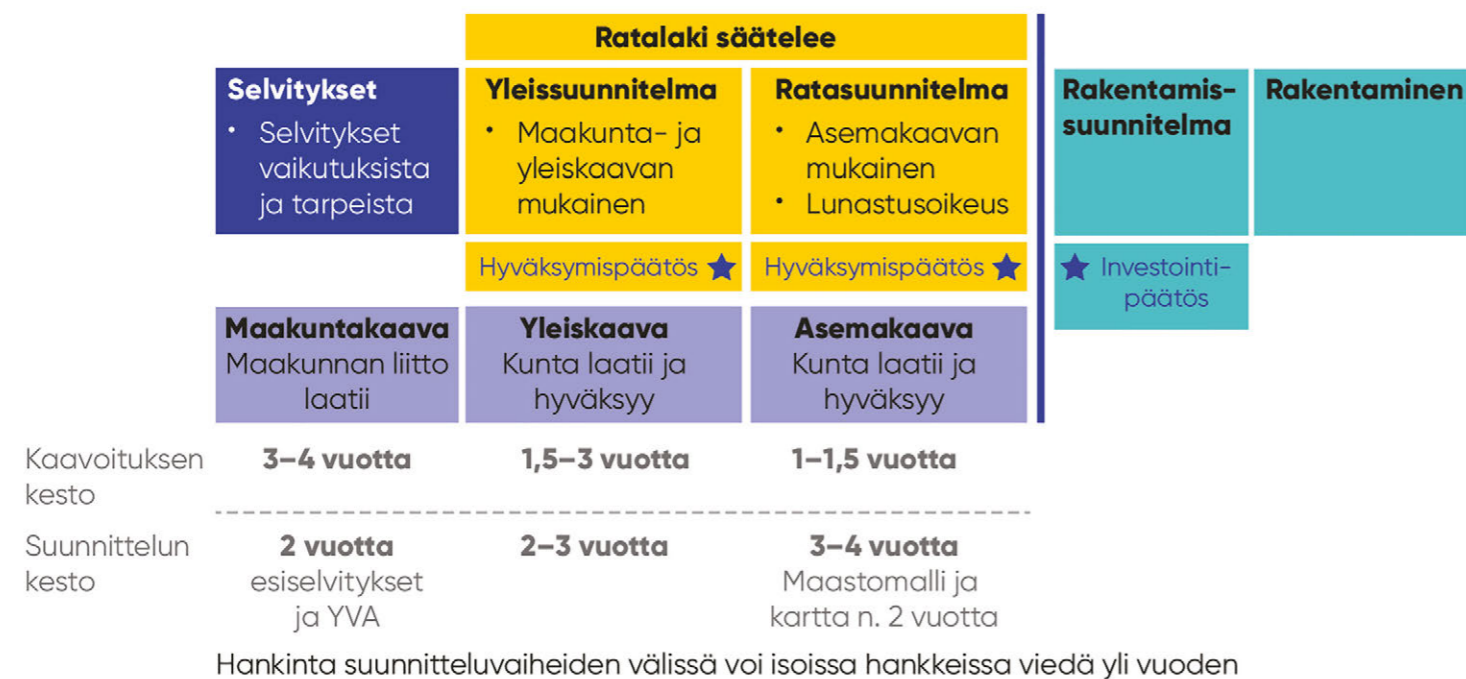 Ratalaki säätelee
Selvitykset
• Selvitykset
vaikutuksista
ja tarpeista
Yleissuunnitelma
• Maakunta- ja
yleiskaavan
mukainen
Ratasuunnitelma
• Asemakaavan
mukainen
• Lunastusoikeus
Rakentamis-
suunnitelma
Rakentaminen
Hyväksymispäätös
Hyväksymispäätös
Investointi-
päätös
Maakuntakaava
Maakunnan liitto
laatii
Yleiskaava
Kunta laatii ja
hyväksyy
Asemakaava
Kunta laatii ja
hyväksyy
Kaavoituksen
kesto
3–4 vuotta
1,5–3 vuotta
1–1,5 vuotta
Suunnittelun
kesto
2 vuotta
esiselvitykset
ja YVA
2–3 vuotta
3–4 vuotta
Maastomalli ja
kartta n. 2 vuotta
Hankinta suunnitteluvaiheiden välissä voi isoissa hankkeissa viedä yli vuoden